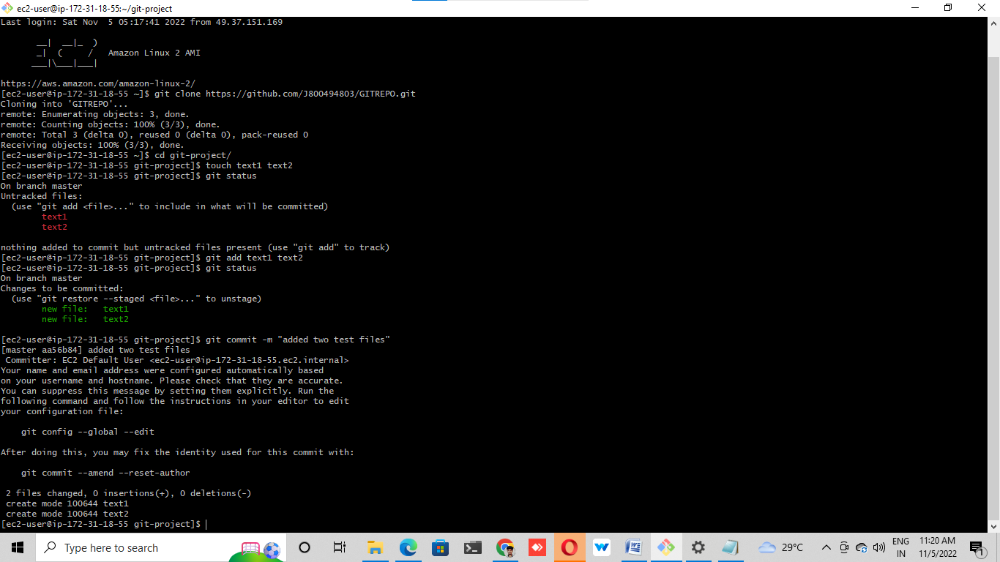 ec2-user@ip-172-31-18-55:~/git-project
Last login: Sat Nov  5 05:17:41 2022 from 49.37.151.169
       __|  __|_  )
       _|  (     /   Amazon Linux 2 AMI
      ___|\___|___|
https://aws.amazon.com/amazon-linux-2/
[ec2-user@ip-172-31-18-55 ~]$ git clone https://github.com/J800494803/GITREPO.git
Cloning into 'GITREPO'...
remote: Enumerating objects: 3, done.
remote: Counting objects: 100% (3/3), done.
remote: Total 3 (delta 0), reused 0 (delta 0), pack-reused 0
Receiving objects: 100% (3/3), done.
[ec2-user@ip-172-31-18-55 ~]$ cd git-project/
[ec2-user@ip-172-31-18-55 git-project]$ touch text1 text2
[ec2-user@ip-172-31-18-55 git-project]$ git status
On branch master
Untracked files:
  (use "git add <file>..." to include in what will be committed)
        text1
        text2
nothing added to commit but untracked files present (use "git add" to track)
[ec2-user@ip-172-31-18-55 git-project]$ git add text1 text2
[ec2-user@ip-172-31-18-55 git-project]$ git status
On branch master
Changes to be committed:
  (use "git restore --staged <file>..." to unstage)
        new file:   text1
        new file:   text2
[ec2-user@ip-172-31-18-55 git-project]$ git commit -m "added two test files"
[master aa56b84] added two test files
 Committer: EC2 Default User <ec2-user@ip-172-31-18-55.ec2.internal>
Your name and email address were configured automatically based
on your username and hostname. Please check that they are accurate.
You can suppress this message by setting them explicitly. Run the
following command and follow the instructions in your editor to edit
your configuration file:
    git config --global --edit
After doing this, you may fix the identity used for this commit with:
    git commit --amend --reset-author
 2 files changed, 0 insertions(+), 0 deletions(-)
 create mode 100644 text1
 create mode 100644 text2
[ec2-user@ip-172-31-18-55 git-project]$
Type here to search
29°C
ENG
IN
11:20 AM
11/5/2022
1